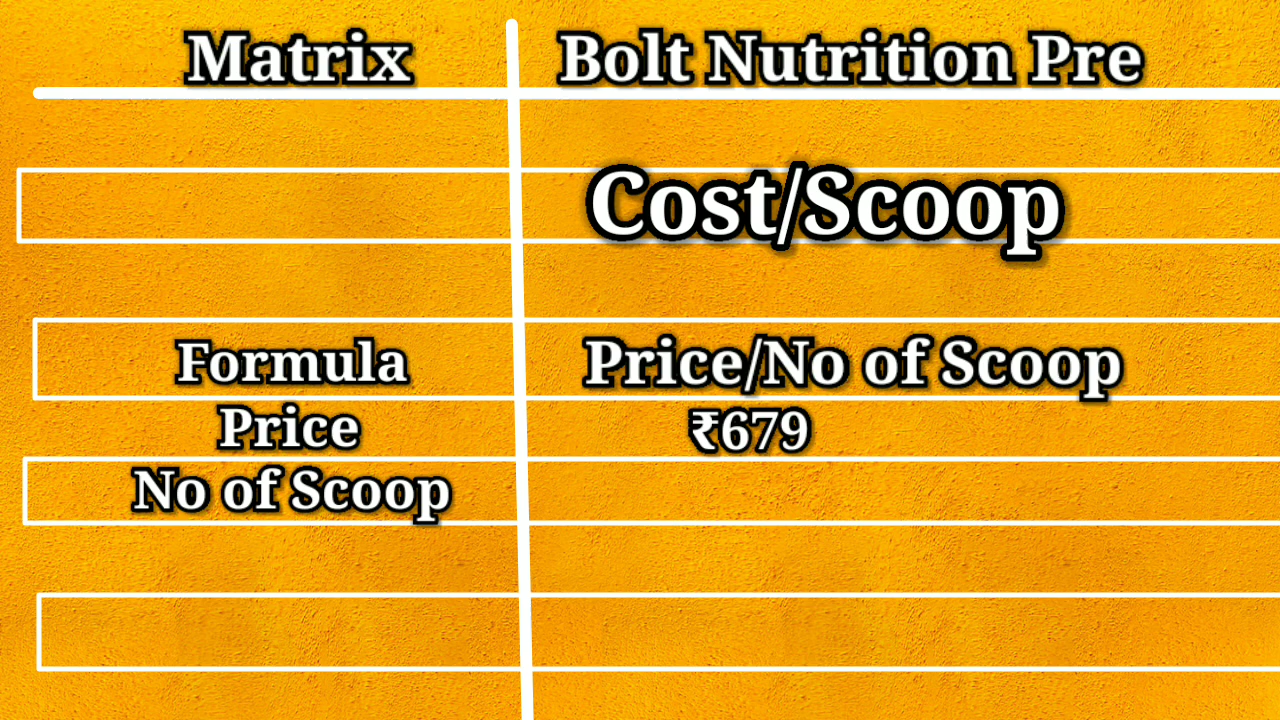 Matrix Bolt Nutrition Pre
Cost/Scoop
Formula Price/No of Scoop
Price ₹679
No of Scoop